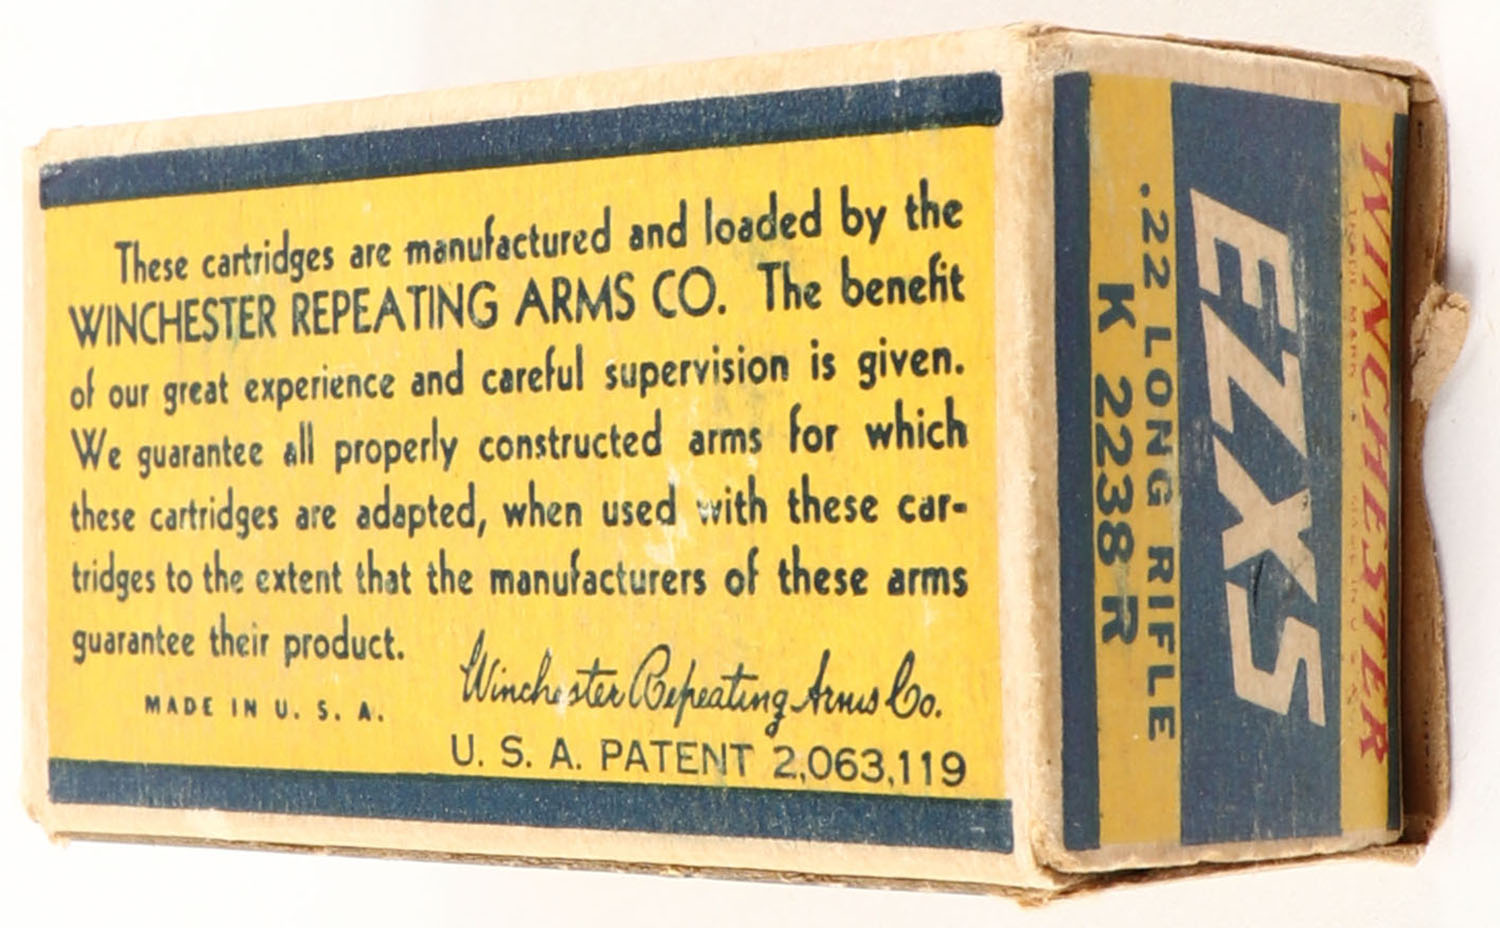 These cartridges are manufactured and loaded by the
WINCHESTER REPEATING ARMS CO. The benefit
of our great experience and careful supervision is given.
We guarantee all properly constructed arms for which
these cartridges are adapted, when used with these car-
tridges to the extent that the manufacturers of these arms
guarantee their product.
Winchester Repeating Arms Co.
MADE IN U. S. A.
U. S. A. PATENT 2,063,119
WINCHESTER
TRADE MARK
EZXS
.22 LONG RIFLE
K 2238 R